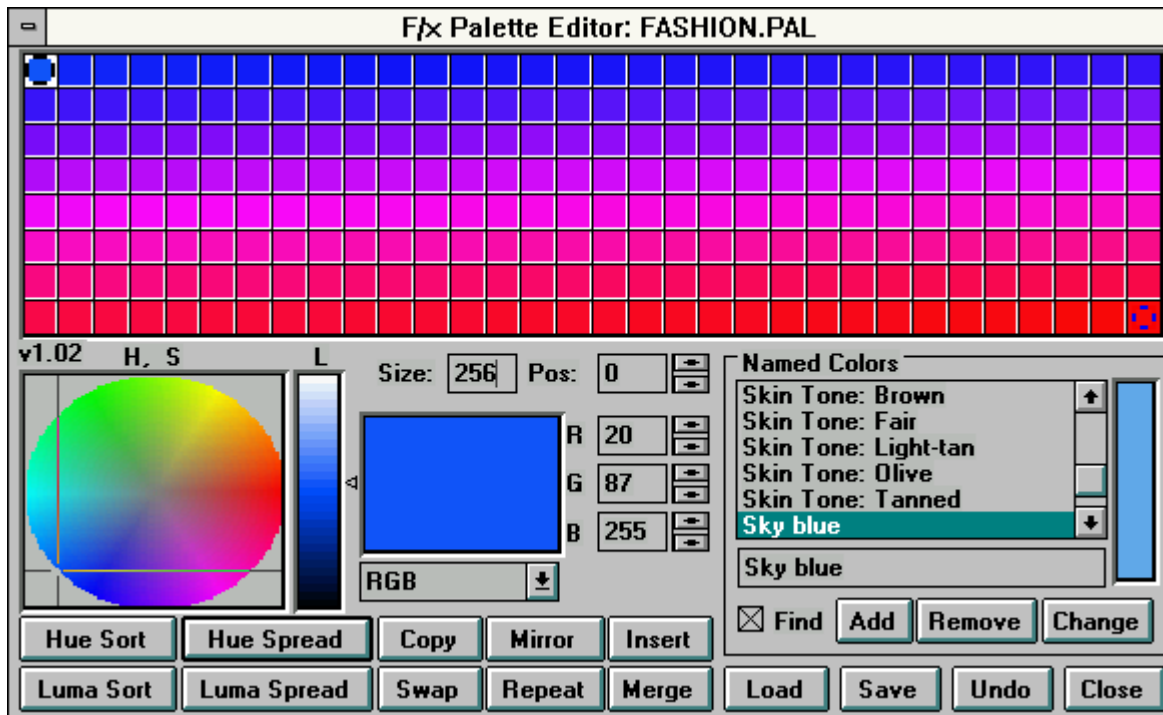 F/x Palette Editor: FASHION.PAL
v1.02 H, S L
Size: 256 Pos: 0
R 20
G 87
B 255
RGB
Named Colors
Skin Tone: Brown
Skin Tone: Fair
Skin Tone: Light-tan
Skin Tone: Olive
Skin Tone: Tanned
Sky blue
Sky blue
Find Add Remove Change
Hue Sort Hue Spread Copy Mirror Insert
Luma Sort Luma Spread Swap Repeat Merge Load Save Undo Close